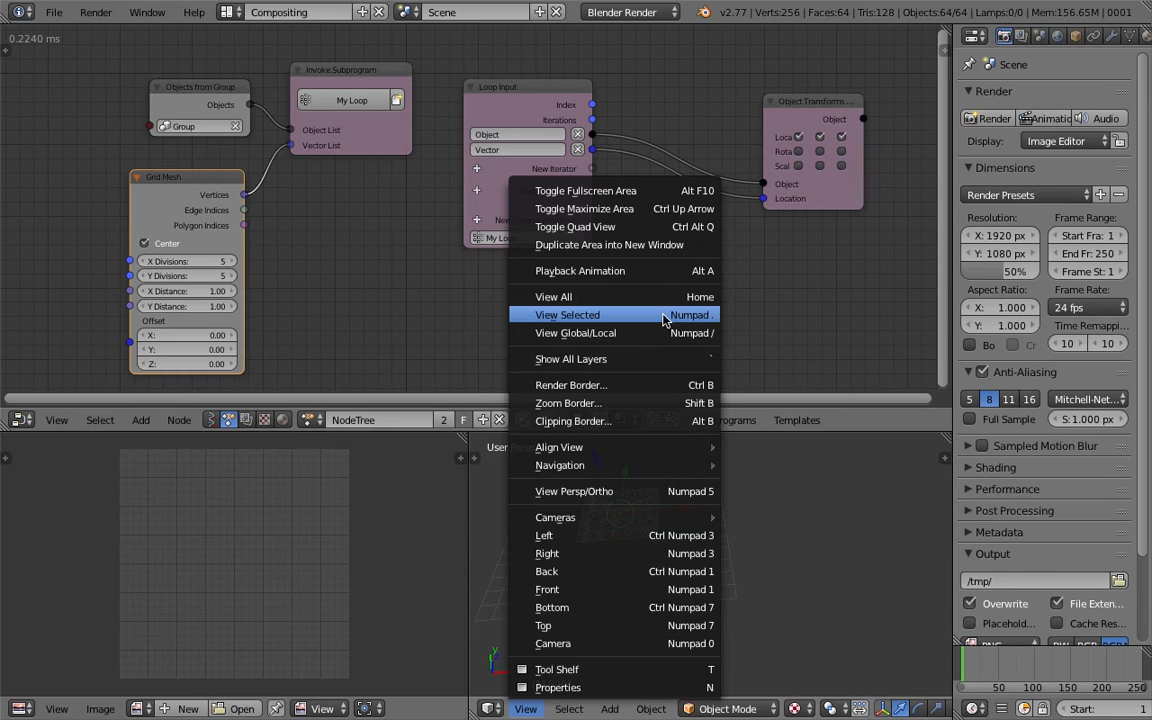 File Render Window Help Compositing Scene Blender Render v2.77 | Verts:256 | Faces:64 | Tris:128 | Objects:64/64 | Lamps:0/0 | Mem:156.65M | 0001
0.2240 ms
Objects from Group
Objects
Group
Invoke Subprogram
My Loop
Object List
Vector List
Grid Mesh
Vertices
Edge Indices
Polygon Indices
Center
X Divisions: 5
Y Divisions: 5
X Distance: 1.00
Y Distance: 1.00
Offset
X: 0.00
Y: 0.00
Z: 0.00
Loop Input
Index
Iterations
Object
Vector
New Iterator
My Lo
Object Transforms ...
Object
Loca
Rota
Scal
Object
Location
Toggle Fullscreen Area Alt F10
Toggle Maximize Area Ctrl Up Arrow
Toggle Quad View Ctrl Alt Q
Duplicate Area into New Window
Playback Animation Alt A
View All Home
View Selected Numpad .
View Global/Local Numpad /
Show All Layers `
Render Border... Ctrl B
Zoom Border... Shift B
Clipping Border... Alt B
Align View
Navigation
View Persp/Ortho Numpad 5
Cameras
Left Ctrl Numpad 3
Right Numpad 3
Back Ctrl Numpad 1
Front Numpad 1
Bottom Ctrl Numpad 7
Top Numpad 7
Camera Numpad 0
Tool Shelf T
Properties N
View Select Add Node NodeTree 2 F Templates
User
View Image New Open View
View Select Add Object Object Mode
Scene
Render
Render Animatic Audio
Display: Image Editor
Dimensions
Render Presets
Resolution: Frame Range:
X: 1920 px Start Fra: 1
Y: 1080 px End Fr: 250
50% Frame St: 1
Aspect Ratio: Frame Rate:
X: 1.000 24 fps
Y: 1.000 Time Remappi...
Bo Cr 10 10
Anti-Aliasing
5 8 11 16 Mitchell-Net...
Full Sample S: 1.000 px
Sampled Motion Blur
Shading
Performance
Post Processing
Metadata
Output
/tmp/
Overwrite File Exten...
Placehold... Cache Res...
50 100 150 200 250
Start: 1